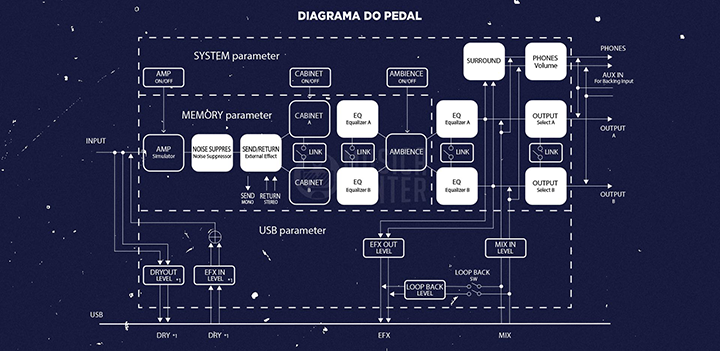 DIAGRAMA DO PEDAL
SYSTEM parameter
AMP
ON/OFF
CABINET
ON/OFF
AMBIENCE
ON/OFF
SURROUND
PHONES
Volume
PHONES
AUX IN
For Backing Input
MEMORY parameter
INPUT
AMP
Simulator
NOISE SUPPRES
Noise Suppressor
SEND/RETURN
External Effect
CABINET
A
EQ
Equalizer A
AMBIENCE
EQ
Equalizer A
OUTPUT
Select A
OUTPUT
A
LINK
LINK
LINK
LINK
CABINET
B
EQ
Equalizer B
EQ
Equalizer B
OUTPUT
Select B
OUTPUT
B
SEND
MONO
RETURN
STEREO
USB parameter
DRYOUT
LEVEL *1
EFX IN
LEVEL *1
EFX OUT
LEVEL
MIX IN
LEVEL
LOOP BACK
SW
LOOP BACK
LEVEL
USB
DRY *1
DRY *1
EFX
MIX